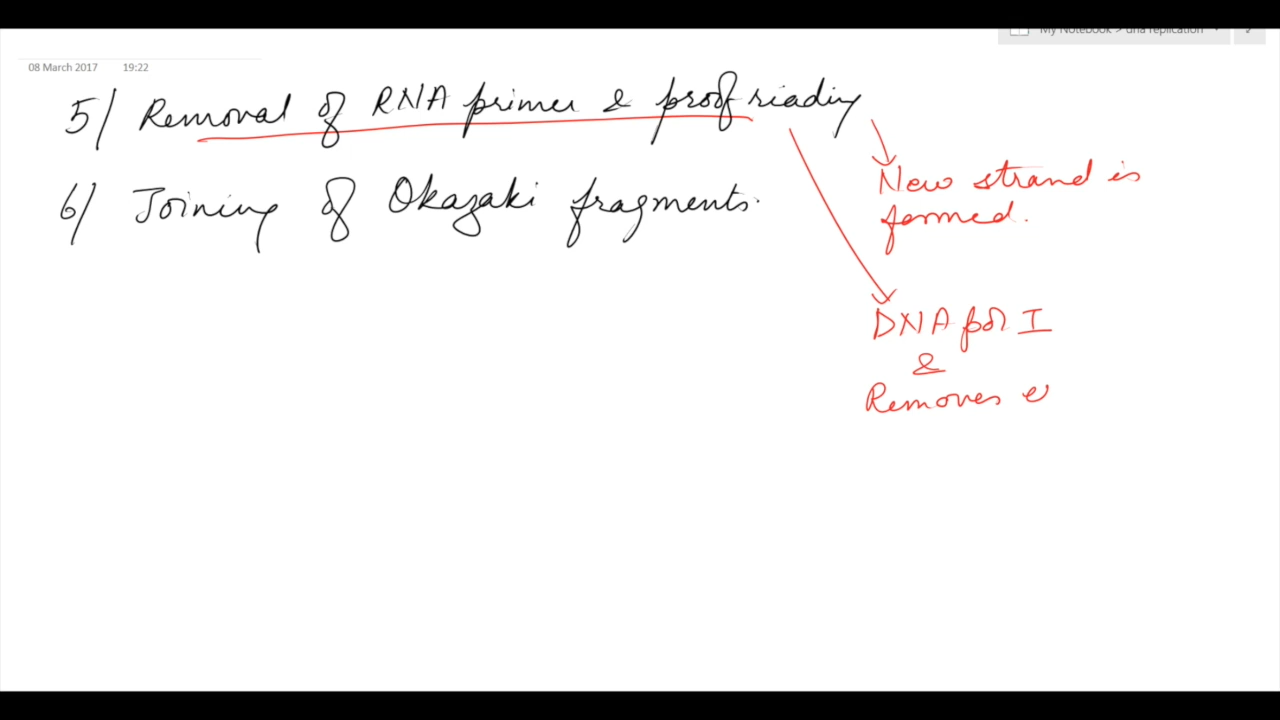 My Notebook > dna replication
08 March 2017 19:22
5/ Removal of RNA primer & proof reading
6/ Joining of Okazaki fragments.
New strand is
formed.
DNA pol I
&
Removes